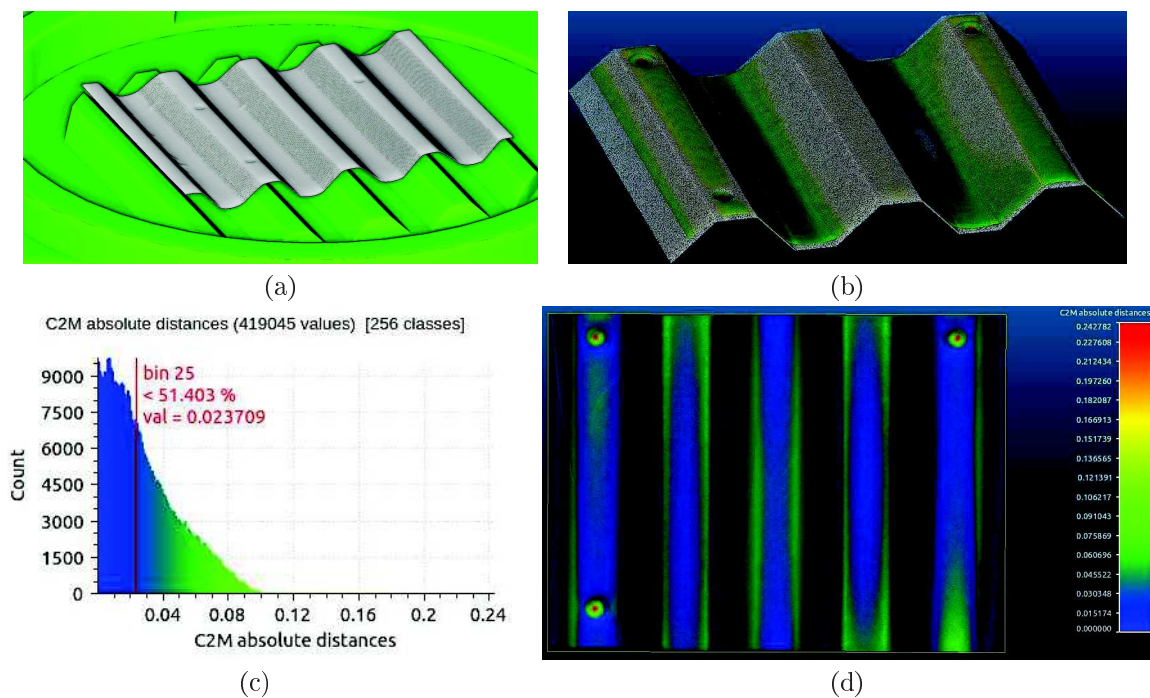 (a)
(b)
C2M absolute distances (419045 values) [256 classes]
9000
7500
6000
4500
3000
1500
0
bin 25
< 51.403 %
val = 0.023709
Count
0.04
0.08
0.12
0.16
0.2
0.24
C2M absolute distances
(c)
C2M absolute distances
0.242782
0.227608
0.212434
0.197260
0.182087
0.166913
0.151739
0.136565
0.121391
0.106217
0.091043
0.075869
0.060696
0.045522
0.030348
0.015174
0.000000
(d)